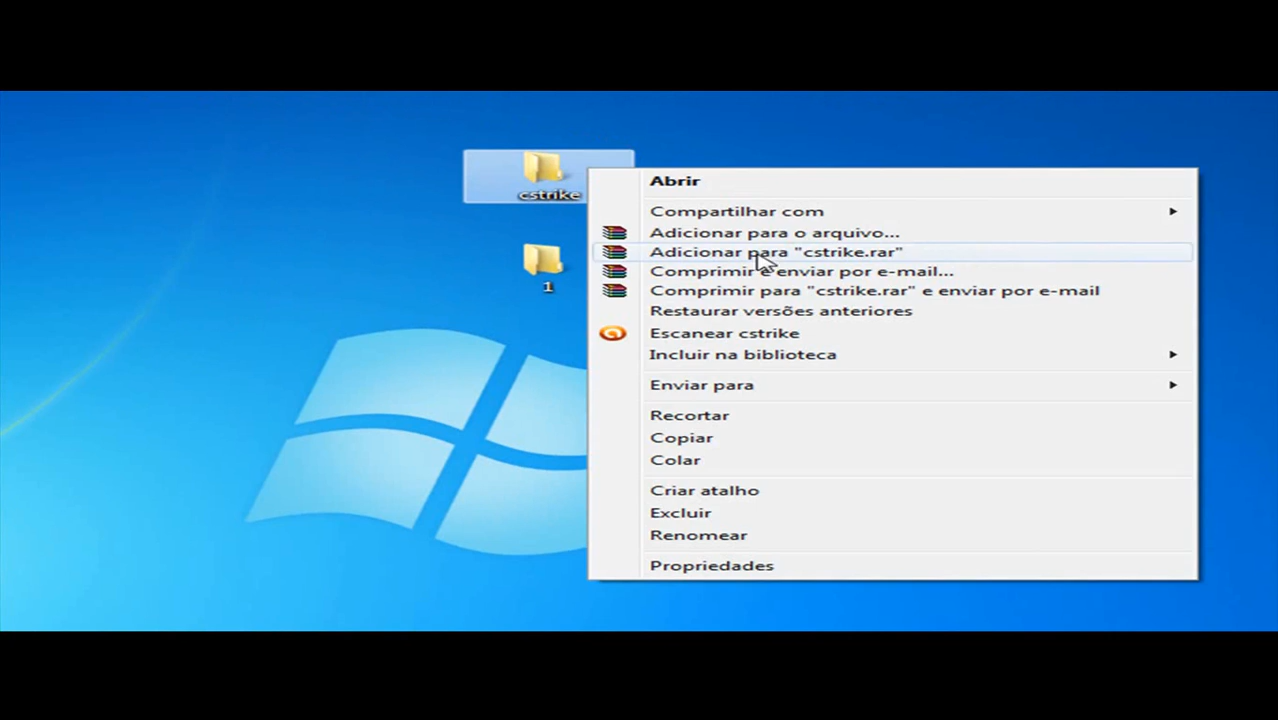 cstrike
1
Abrir
Compartilhar com
Adicionar para o arquivo...
Adicionar para "cstrike.rar"
Comprimir e enviar por e-mail...
Comprimir para "cstrike.rar" e enviar por e-mail
Restaurar versões anteriores
Escanear cstrike
Incluir na biblioteca
Enviar para
Recortar
Copiar
Colar
Criar atalho
Excluir
Renomear
Propriedades